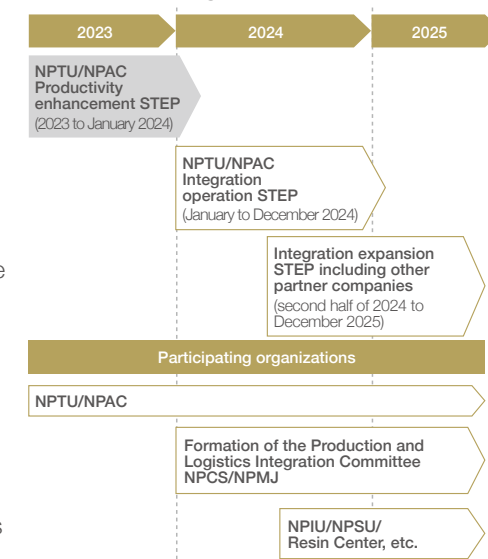 2023
2024
2025
NPTU/NPAC
Productivity
enhancement STEP
(2023 to January 2024)
NPTU/NPAC
Integration
operation STEP
(January to December 2024)
Integration expansion
STEP including other
partner companies
(second half of 2024 to
December 2025)
Participating organizations
NPTU/NPAC
Formation of the Production and
Logistics Integration Committee
NPCS/NPMJ
NPIU/NPSU/
Resin Center, etc.